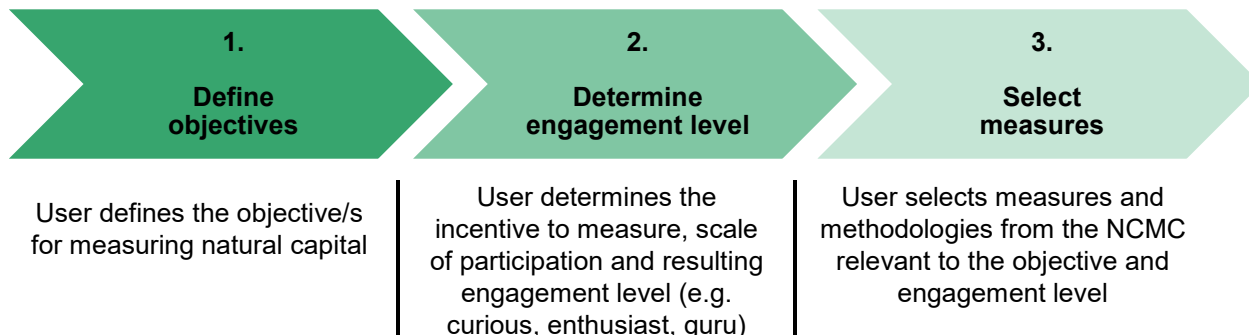 1.
Define
objectives
2.
Determine
engagement level
3.
Select
measures
User defines the objective/s
for measuring natural capital
User determines the
incentive to measure, scale
of participation and resulting
engagement level (e.g.
curious, enthusiast, guru)
User selects measures and
methodologies from the NCMC
relevant to the objective and
engagement level